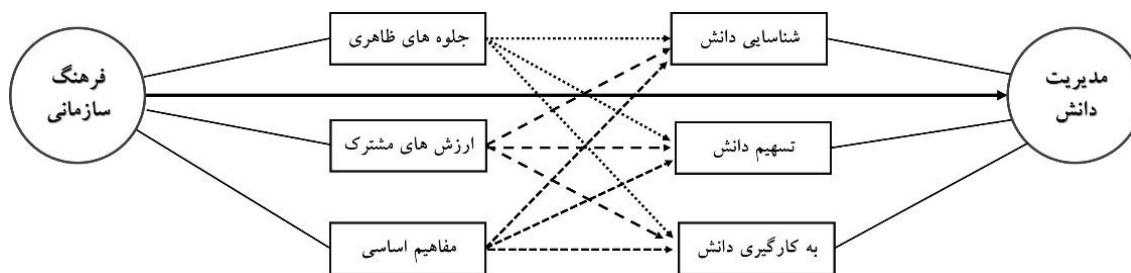 فرهنگ
سازمانی
جلوه های ظاهری
ارزش های مشترک
مفاهیم اساسی
شناسایی دانش
تسهیم دانش
به کارگیری دانش
مدیریت
دانش